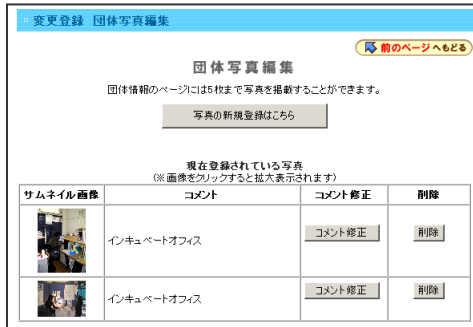 変更登録 団体写真編集
前のページへもどる
団体写真編集
団体情報のページには5枚まで写真を掲載することができます。
写真の新規登録はこちら
現在登録されている写真
(※画像をクリックすると拡大表示されます)
サムネイル画像 コメント コメント修正 削除
インキュベートオフィス コメント修正 削除
インキュベートオフィス コメント修正 削除